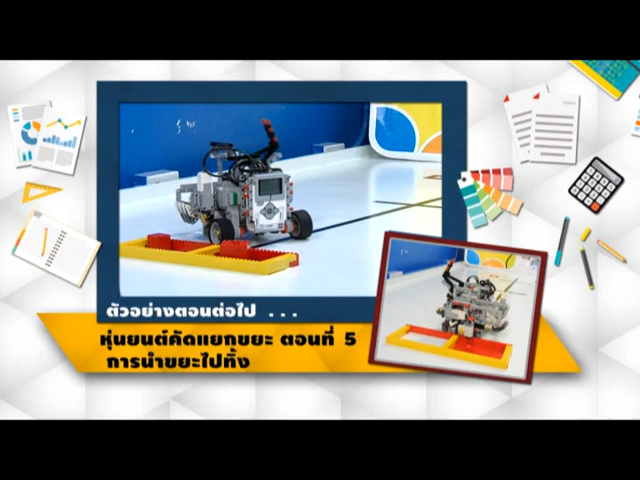 ตัวอย่างตอนต่อไป ...
หุ่นยนต์คัดแยกขยะ ตอนที่ 5
การนำขยะไปทิ้ง